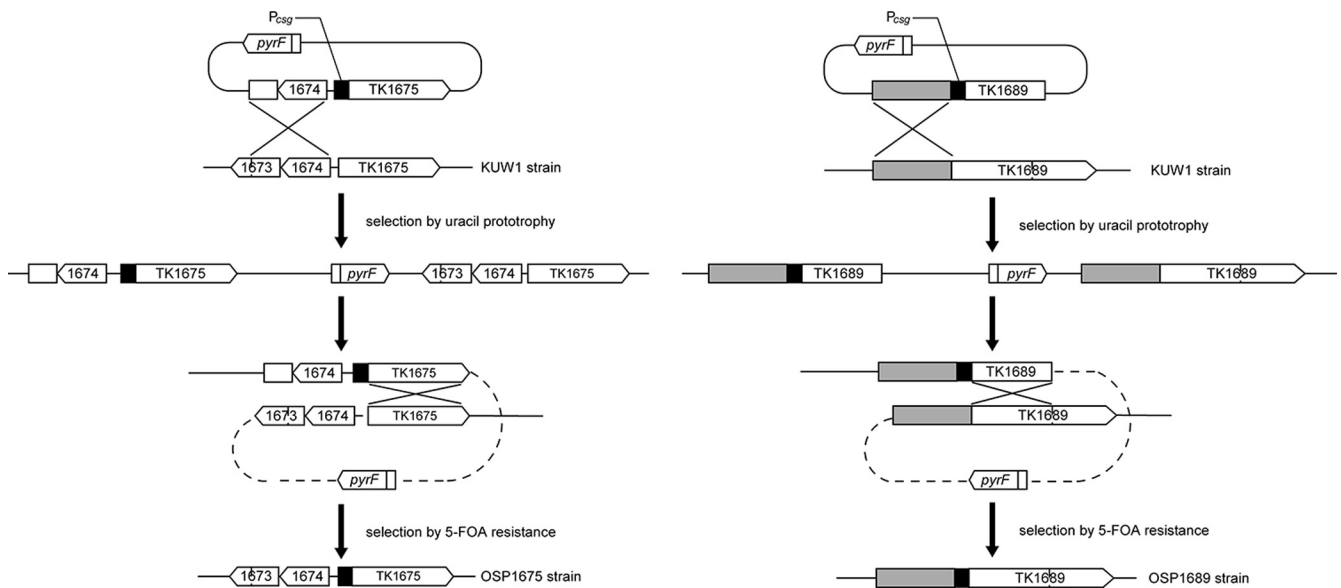 Pcsg
pyrF
1674 TK1675
1673 1674 TK1675 KUW1 strain
selection by uracil prototrophy
1674 TK1675 pyrF 1673 1674 TK1675
1674 TK1675
1673 1674 TK1675
pyrF
selection by 5-FOA resistance
1673 1674 TK1675 OSP1675 strain
Pcsg
pyrF
TK1689
TK1689 KUW1 strain
selection by uracil prototrophy
TK1689 pyrF TK1689
TK1689
TK1689
pyrF
selection by 5-FOA resistance
TK1689 OSP1689 strain